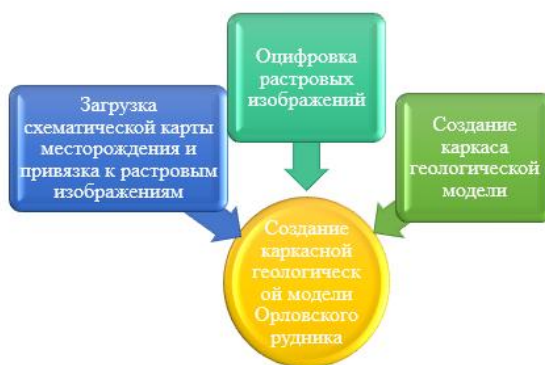 Загрузка
схематической карты
месторождения и
привязка к растровым
изображениям
Оцифровка
растровых
изображений
Создание
каркаса
геологической
модели
Создание
каркасной
геологическ
ой модели
Орловского
рудника